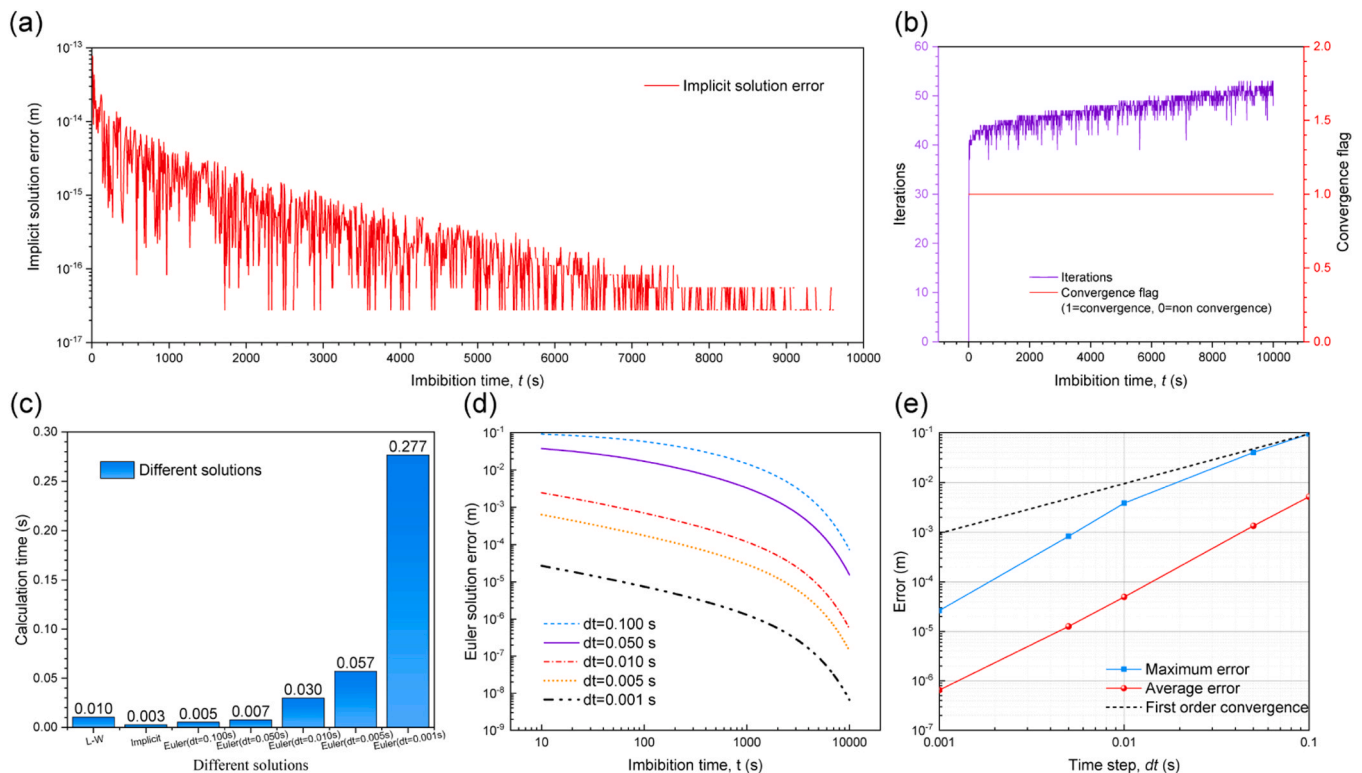 (a)
10^-13
10^-14
10^-15
10^-16
10^-17
Implicit solution error (m)
Implicit solution error
0 1000 2000 3000 4000 5000 6000 7000 8000 9000 10000
Imbibition time, t (s)
(b)
60
50
40
30
20
10
0
Iterations
2.0
1.5
1.0
0.5
0.0
Convergence flag
Iterations
Convergence flag
(1=convergence, 0=non convergence)
0 2000 4000 6000 8000 10000
Imbibition time, t (s)
(c)
0.30
0.25
0.20
0.15
0.10
0.05
0.00
Calculation time (s)
Different solutions
0.010 0.003 0.005 0.007 0.030 0.057 0.277
L-W Implicit Euler(dt=0.100s) Euler(dt=0.050s) Euler(dt=0.010s) Euler(dt=0.005s) Euler(dt=0.001s)
Different solutions
(d)
10^-1
10^-2
10^-3
10^-4
10^-5
10^-6
10^-7
10^-8
10^-9
Euler solution error (m)
dt=0.100 s
dt=0.050 s
dt=0.010 s
dt=0.005 s
dt=0.001 s
10 100 1000 10000
Imbibition time, t (s)
(e)
10^-1
10^-2
10^-3
10^-4
10^-5
10^-6
10^-7
Error (m)
Maximum error
Average error
First order convergence
0.001 0.01 0.1
Time step, dt (s)